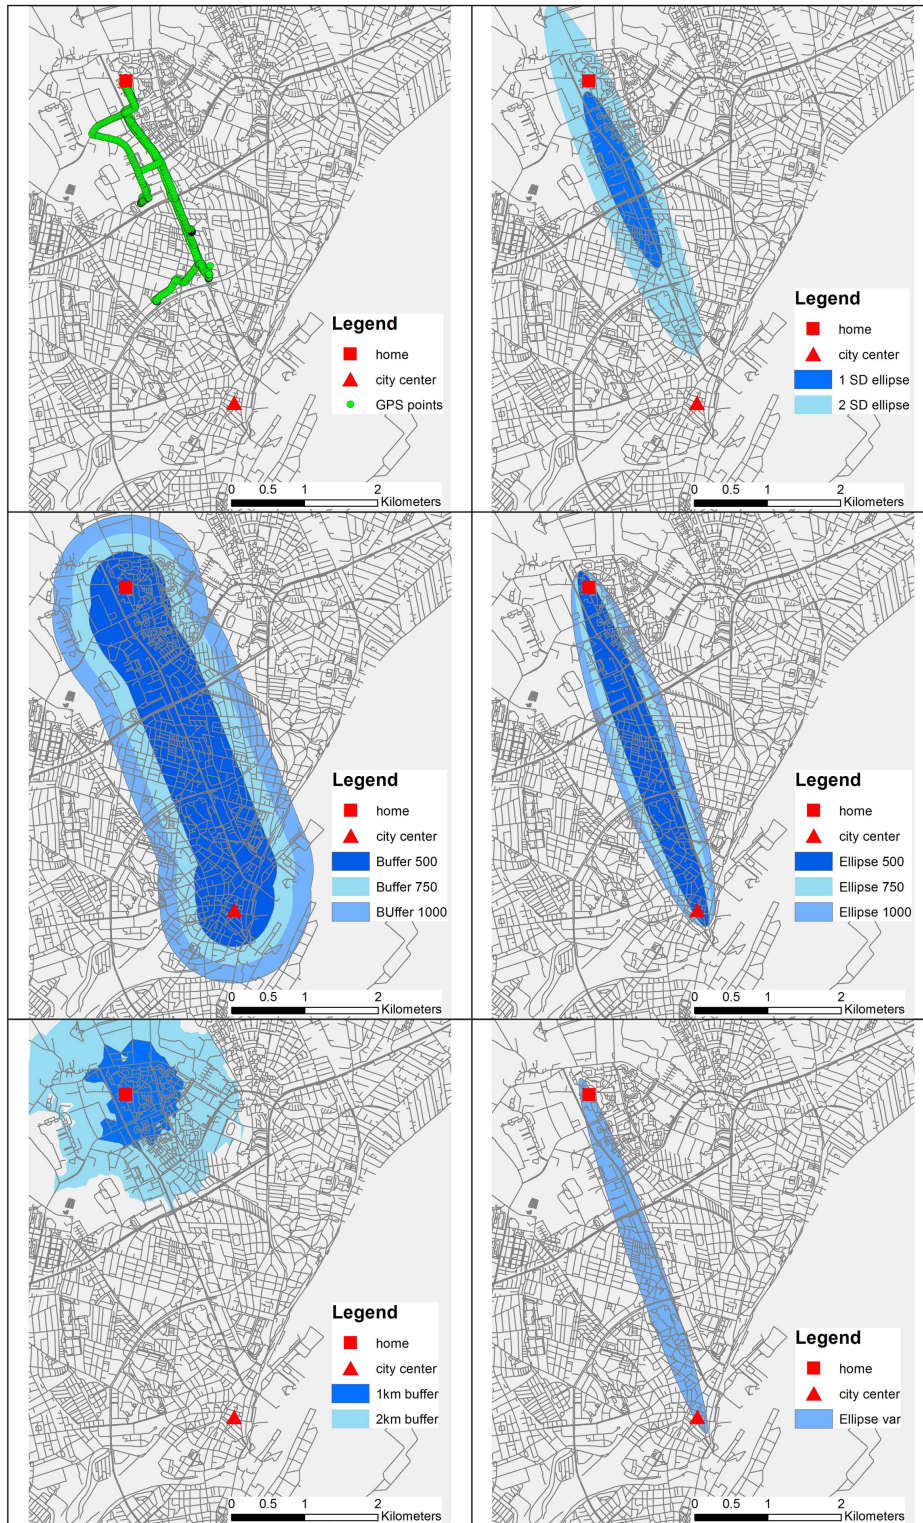 Legend
home
city center
GPS points
0 0.5 1 2
Kilometers
Legend
home
city center
1 SD ellipse
2 SD ellipse
0 0.5 1 2
Kilometers
Legend
home
city center
Buffer 500
Buffer 750
BUffer 1000
0 0.5 1 2
Kilometers
Legend
home
city center
Ellipse 500
Ellipse 750
Ellipse 1000
0 0.5 1 2
Kilometers
Legend
home
city center
1km buffer
2km buffer
0 0.5 1 2
Kilometers
Legend
home
city center
Ellipse var
0 0.5 1 2
Kilometers